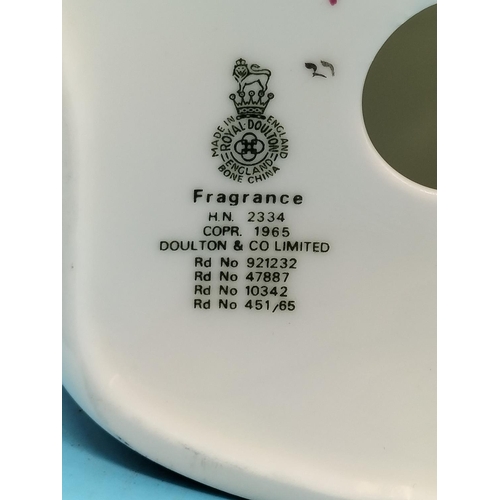 27
MADE IN ENGLAND
ROYAL DOULTON
ENGLAND
BONE CHINA
Fragrance
H.N. 2334
COPR. 1965
DOULTON & CO LIMITED
Rd No 921232
Rd No 47887
Rd No 10342
Rd No 451/65